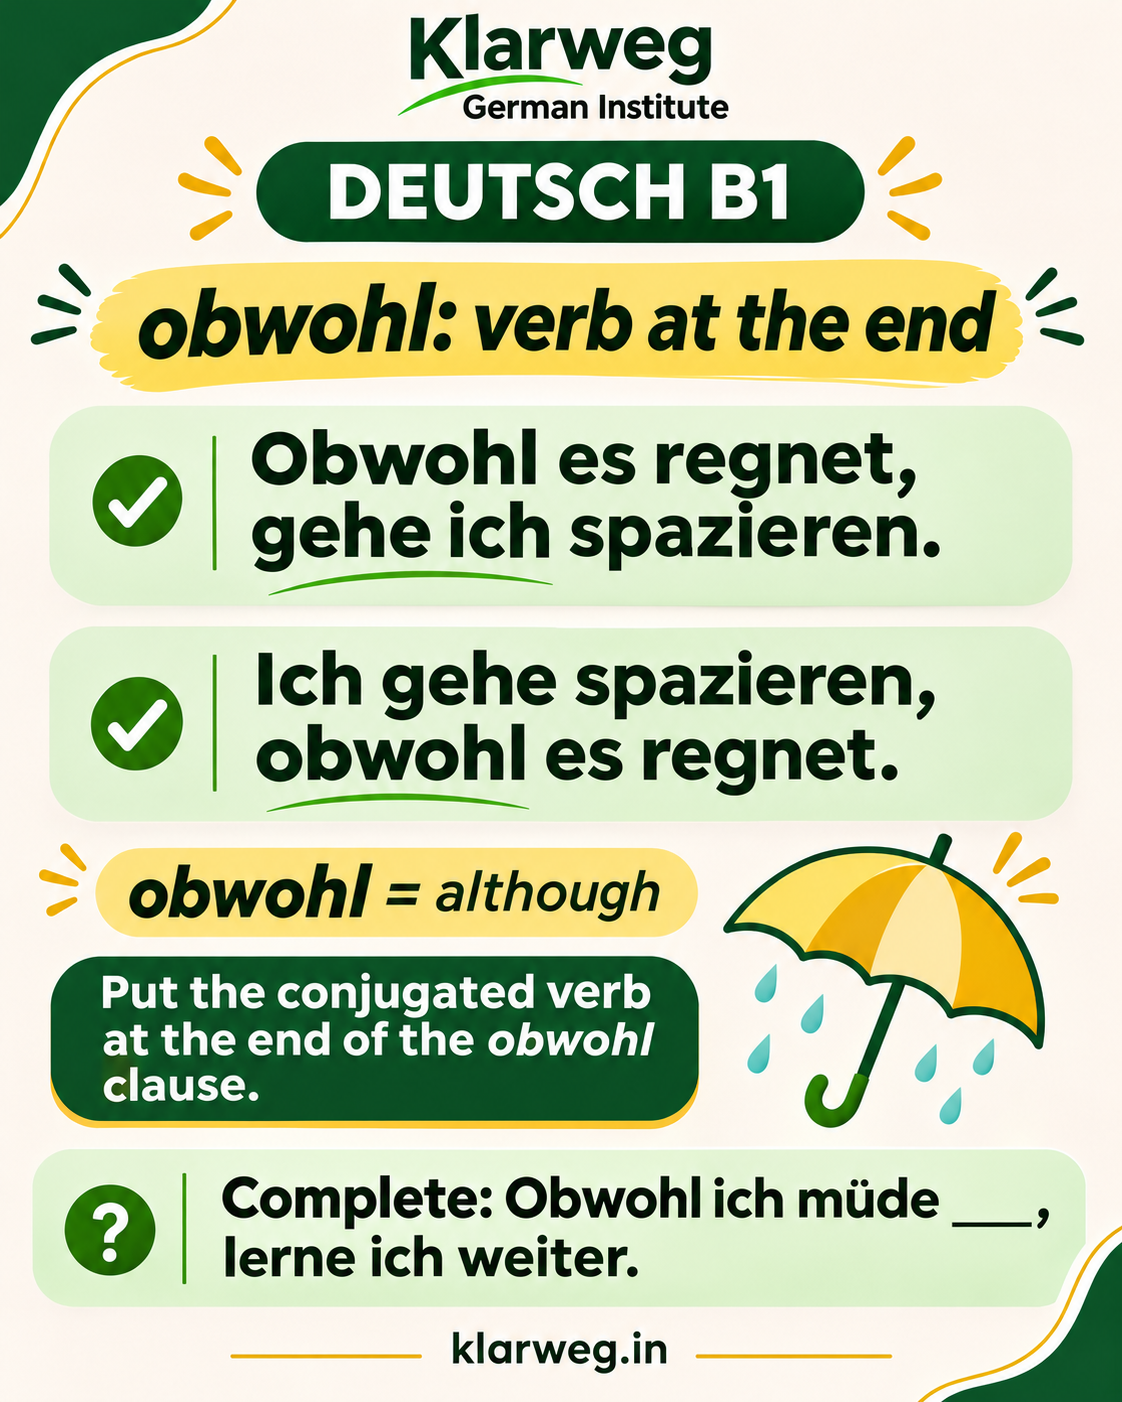 Klarweg
German Institute
DEUTSCH B1
obwohl: verb at the end
Obwohl es regnet,
gehe ich spazieren.
Ich gehe spazieren,
obwohl es regnet.
obwohl = although
Put the conjugated verb
at the end of the obwohl
clause.
?
Complete: Obwohl ich müde ___,
lerne ich weiter.
klarweg.in